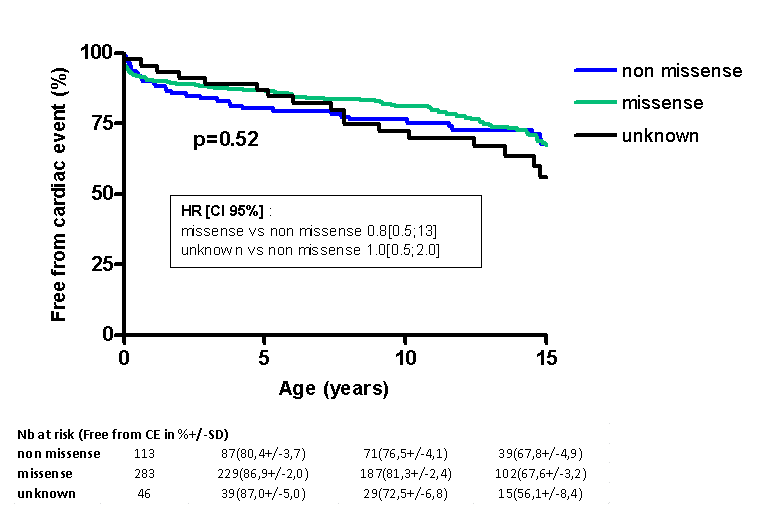 100
75
50
25
0
Free from cardiac event (%)
p=0.52
HR [CI 95%] :
missense vs non missense 0.8[0.5;13]
unknown vs non missense 1.0[0.5;2.0]
non missense
missense
unknown
0 5 10 15
Age (years)
Nb at risk (Free from CE in %+/-SD)
non missense 113 87(80,4+/-3,7) 71(76,5+/-4,1) 39(67,8+/-4,9)
missense 283 229(86,9+/-2,0) 187(81,3+/-2,4) 102(67,6+/-3,2)
unknown 46 39(87,0+/-5,0) 29(72,5+/-6,8) 15(56,1+/-8,4)